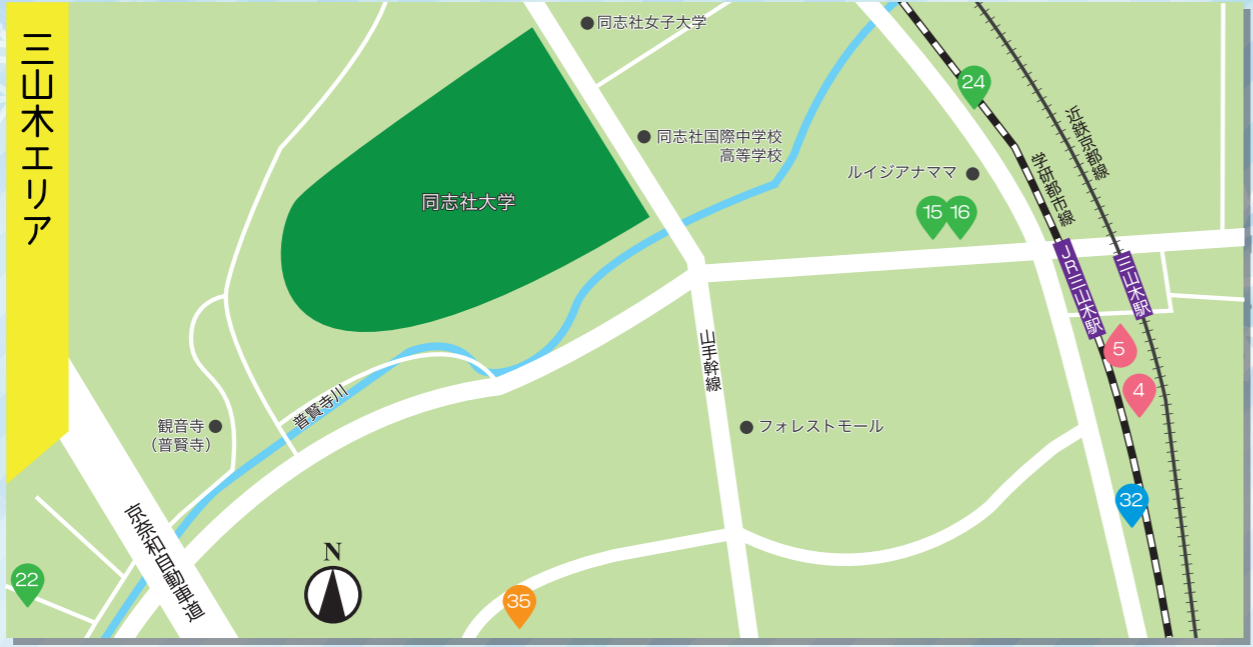 三山木エリア
同志社女子大学
24
近鉄京都線
同志社国際中学校
高等学校
学研都市線
ルイジアナママ
同志社大学
15
16
JR三山木駅
三山木駅
5
山手幹線
4
普賢寺川
観音寺
（普賢寺）
フォレストモール
32
京奈和自動車道
N
22
35